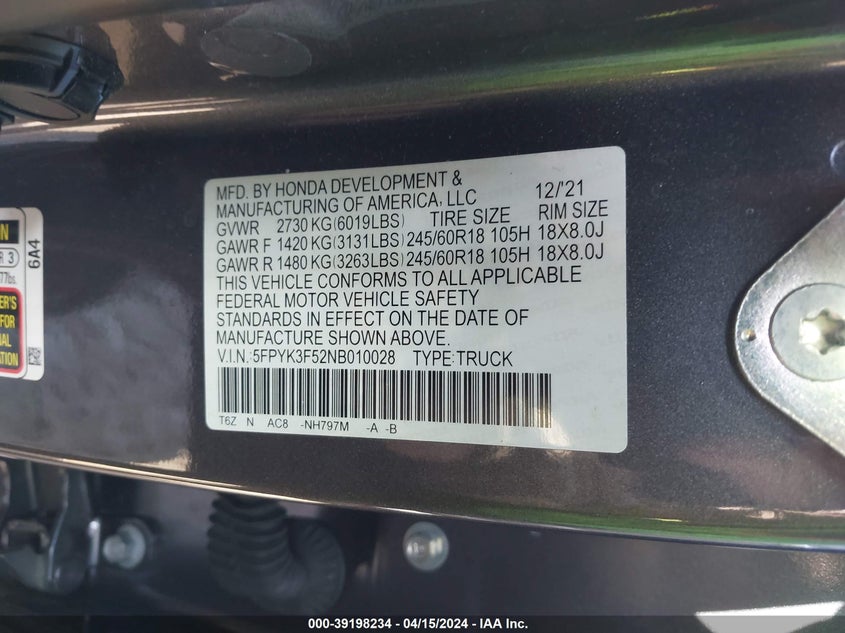 MFD. BY HONDA DEVELOPMENT &
MANUFACTURING OF AMERICA, LLC 12/'21
GVWR 2730 KG(6019LBS) TIRE SIZE RIM SIZE
GAWR F 1420 KG(3131LBS) 245/60R18 105H 18X8.0J
GAWR R 1480 KG(3263LBS) 245/60R18 105H 18X8.0J
THIS VEHICLE CONFORMS TO ALL APPLICABLE
FEDERAL MOTOR VEHICLE SAFETY
STANDARDS IN EFFECT ON THE DATE OF
MANUFACTURE SHOWN ABOVE.
V.I.N.:5FPYK3F52NB010028 TYPE:TRUCK
T6Z N AC8 -NH797M -A -B
6A4
000-39198234 - 04/15/2024 - IAA Inc.